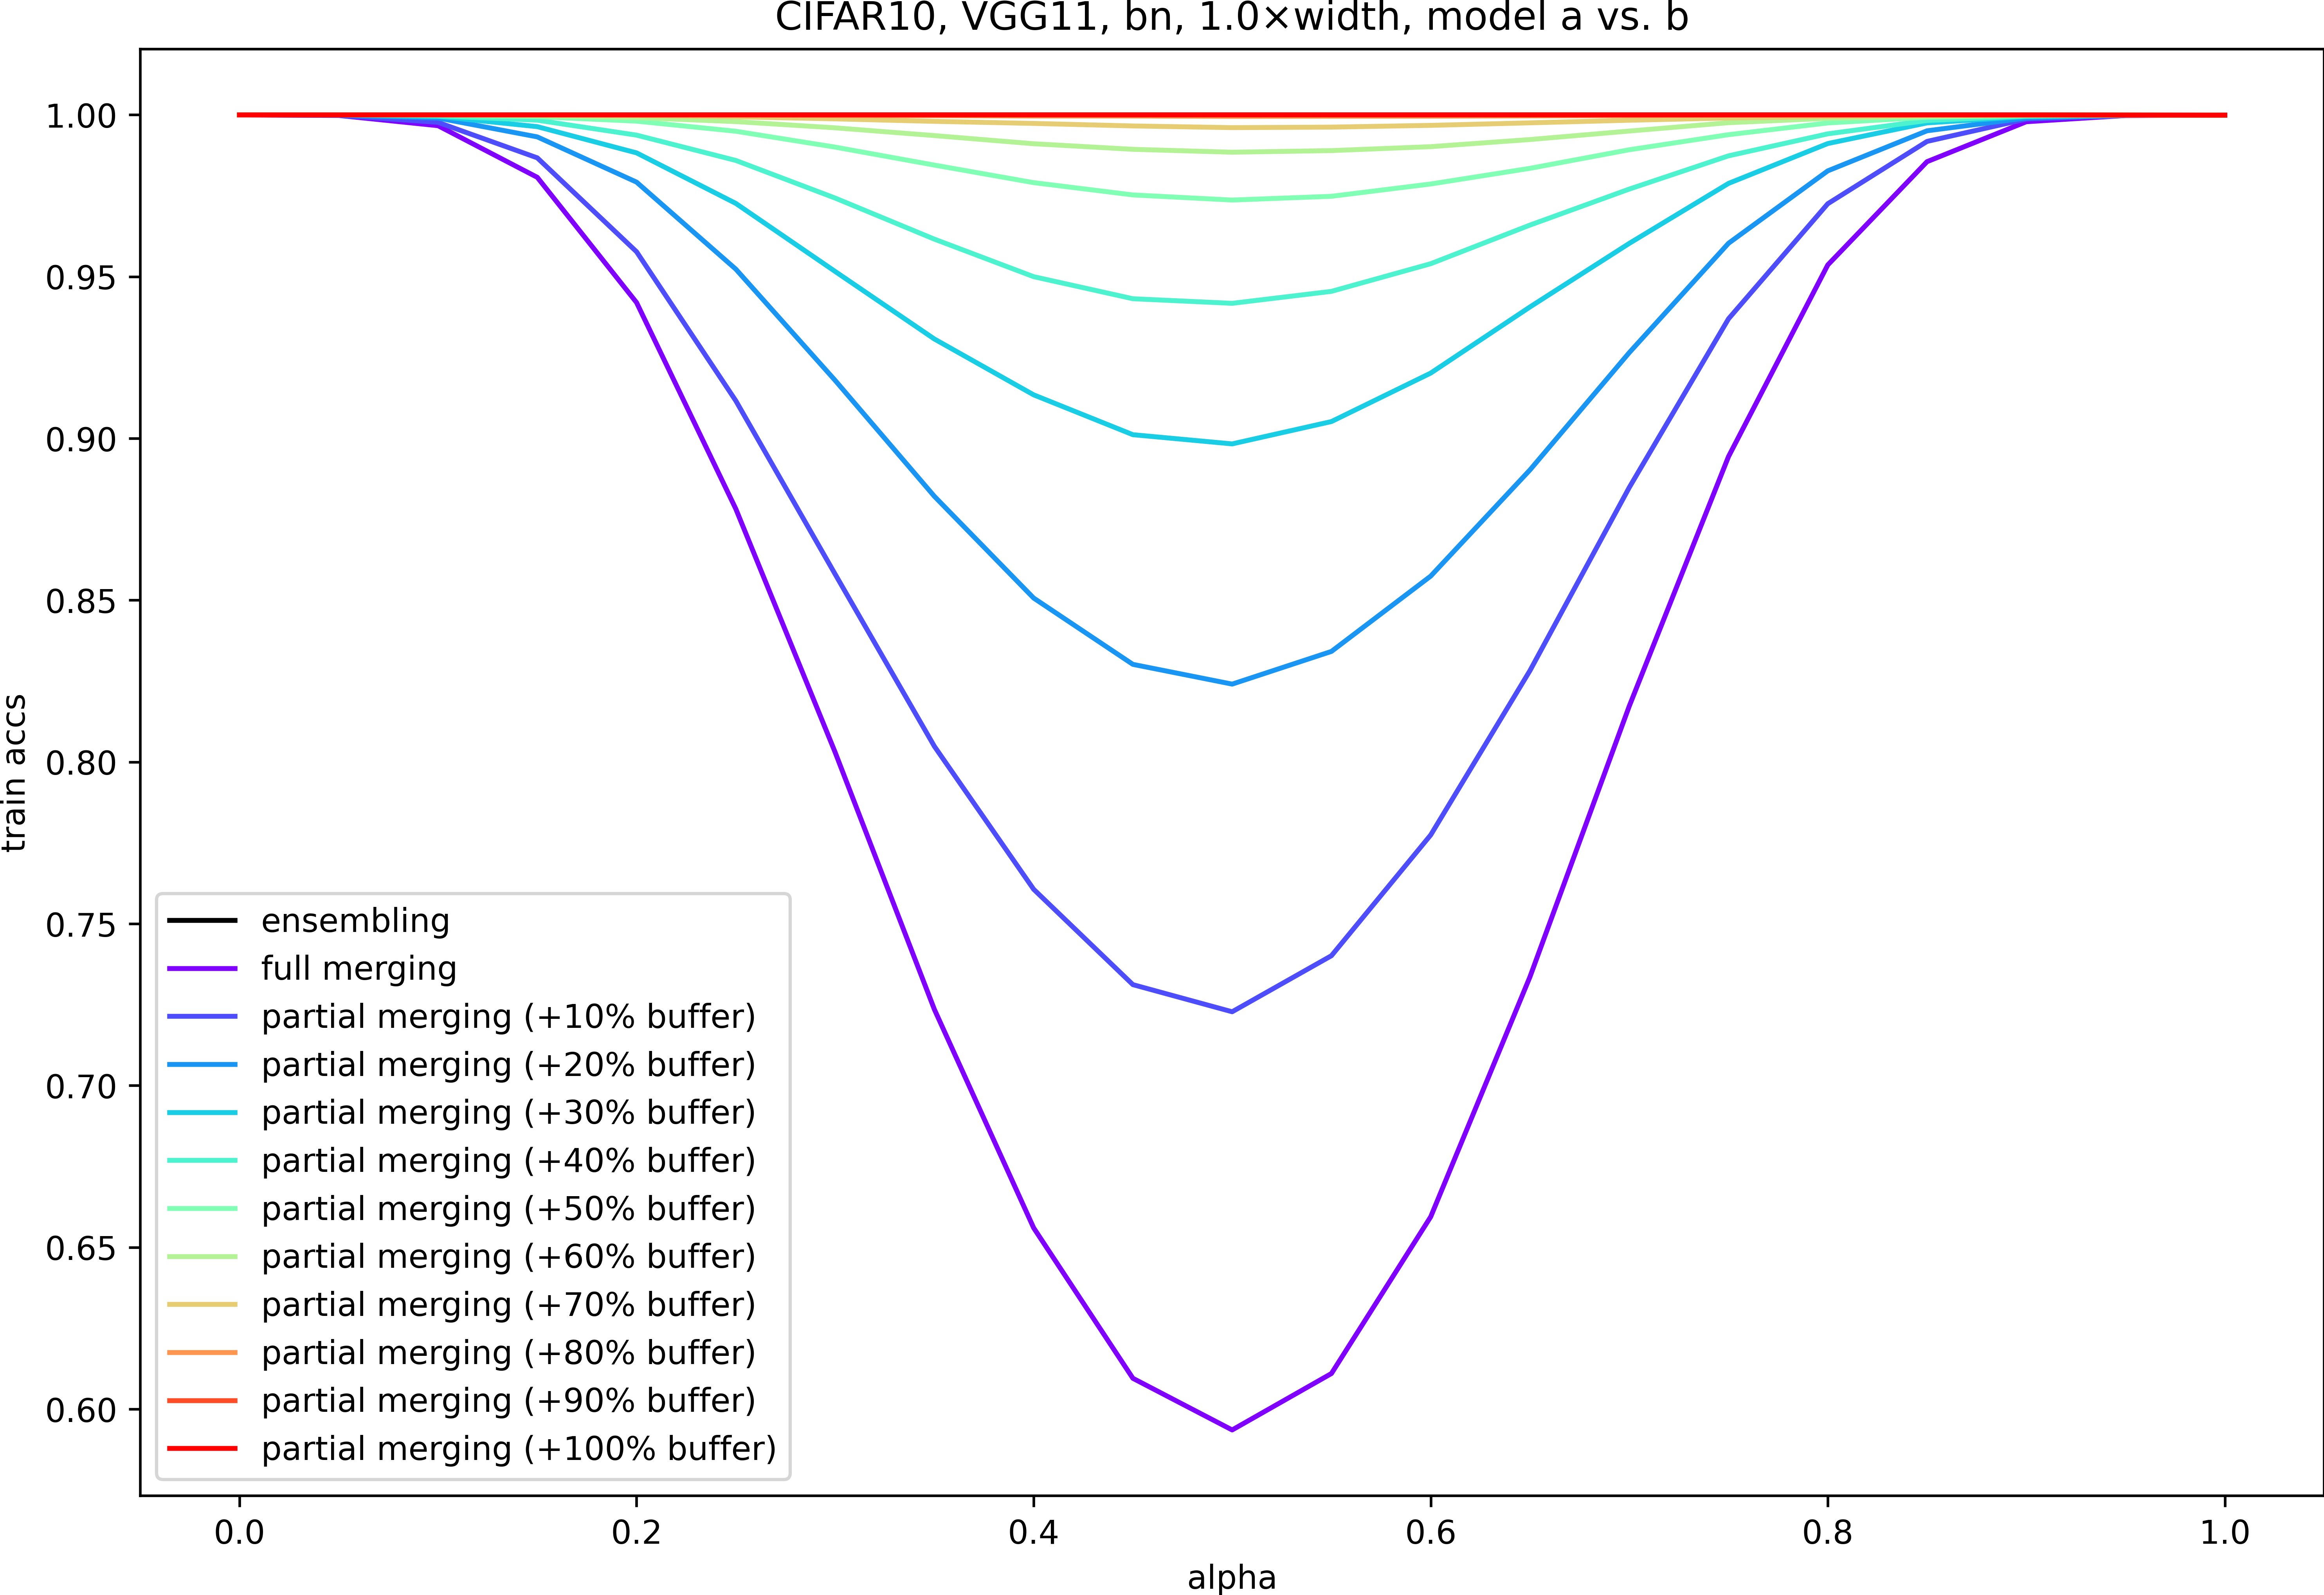 CIFAR10, VGG11, bn, 1.0×width, model a vs. b
1.00
0.95
0.90
0.85
0.80
0.75
0.70
0.65
0.60
train accs
ensembling
full merging
partial merging (+10% buffer)
partial merging (+20% buffer)
partial merging (+30% buffer)
partial merging (+40% buffer)
partial merging (+50% buffer)
partial merging (+60% buffer)
partial merging (+70% buffer)
partial merging (+80% buffer)
partial merging (+90% buffer)
partial merging (+100% buffer)
0.0 0.2 0.4 0.6 0.8 1.0
alpha